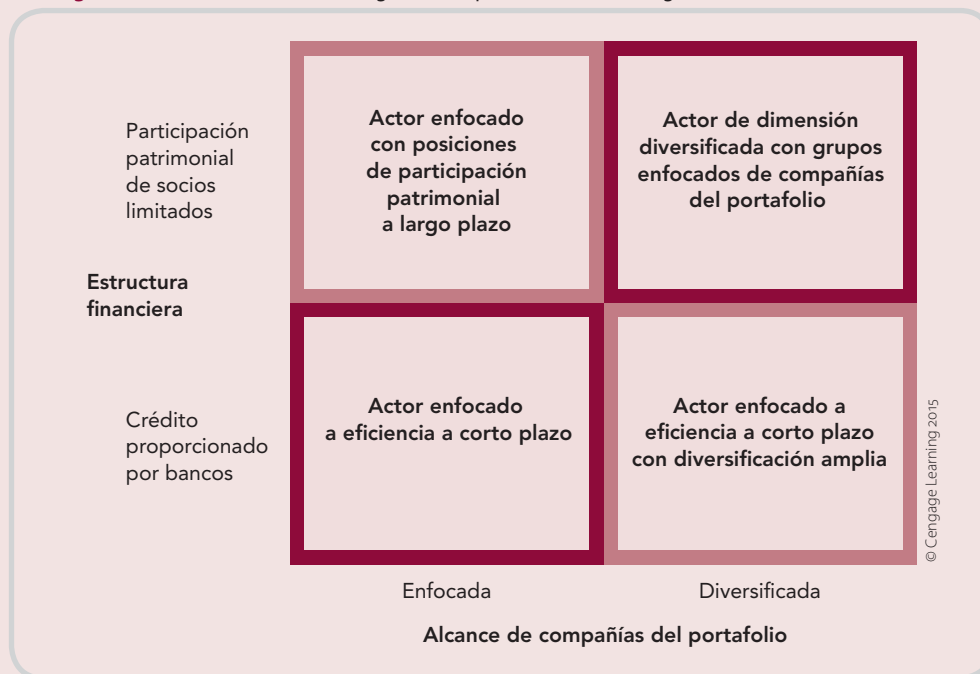 Participación
patrimonial
de socios
limitados
Actor enfocado
con posiciones
de participación
patrimonial
a largo plazo
Actor de dimensión
diversificada con grupos
enfocados de compañías
del portafolio
Estructura
financiera
Crédito
proporcionado
por bancos
Actor enfocado
a eficiencia a corto plazo
Actor enfocado a
eficiencia a corto plazo
con diversificación amplia
© Cengage Learning 2015
Enfocada
Diversificada
Alcance de compañías del portafolio